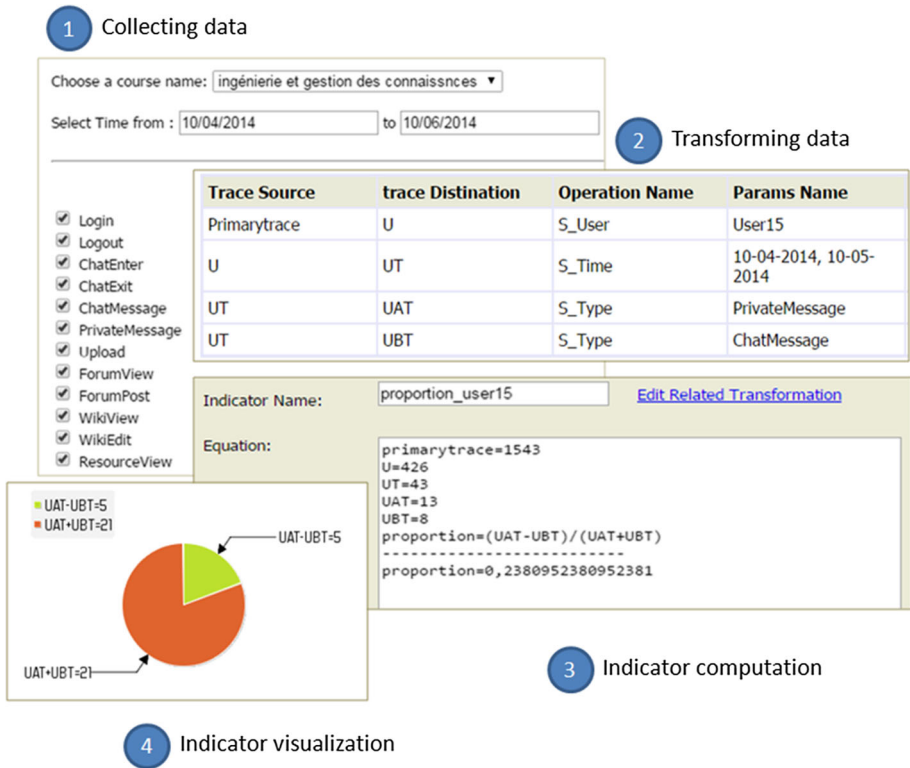 1 Collecting data
Choose a course name: ingénierie et gestion des connaissnces
Select Time from : 10/04/2014 to 10/06/2014
Login
Logout
ChatEnter
ChatExit
ChatMessage
PrivateMessage
Upload
ForumView
ForumPost
WikiView
WikiEdit
ResourceView
2 Transforming data
Trace Source trace Distination Operation Name Params Name
Primarytrace U S_User User15
U UT S_Time 10-04-2014, 10-05-
2014
UT UAT S_Type PrivateMessage
UT UBT S_Type ChatMessage
Indicator Name: proportion_user15 Edit Related Transformation
Equation:
primarytrace=1543
U=426
UT=43
UAT=13
UBT=8
proportion=(UAT-UBT)/(UAT+UBT)
--------------------------
proportion=0,2380952380952381
3 Indicator computation
UAT-UBT=5
UAT+UBT=21
UAT-UBT=5
UAT+UBT=21
4 Indicator visualization